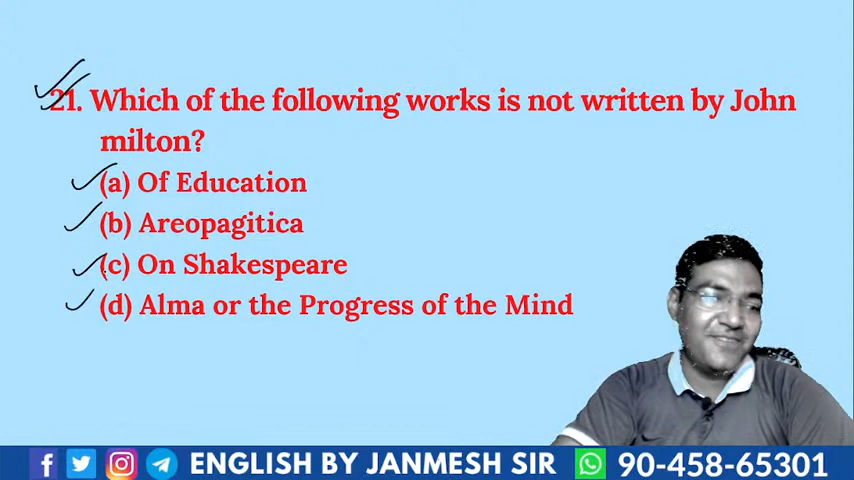 21. Which of the following works is not written by John
milton?
(a) Of Education
(b) Areopagitica
(c) On Shakespeare
(d) Alma or the Progress of the Mind
ENGLISH BY JANMESH SIR 90-458-65301